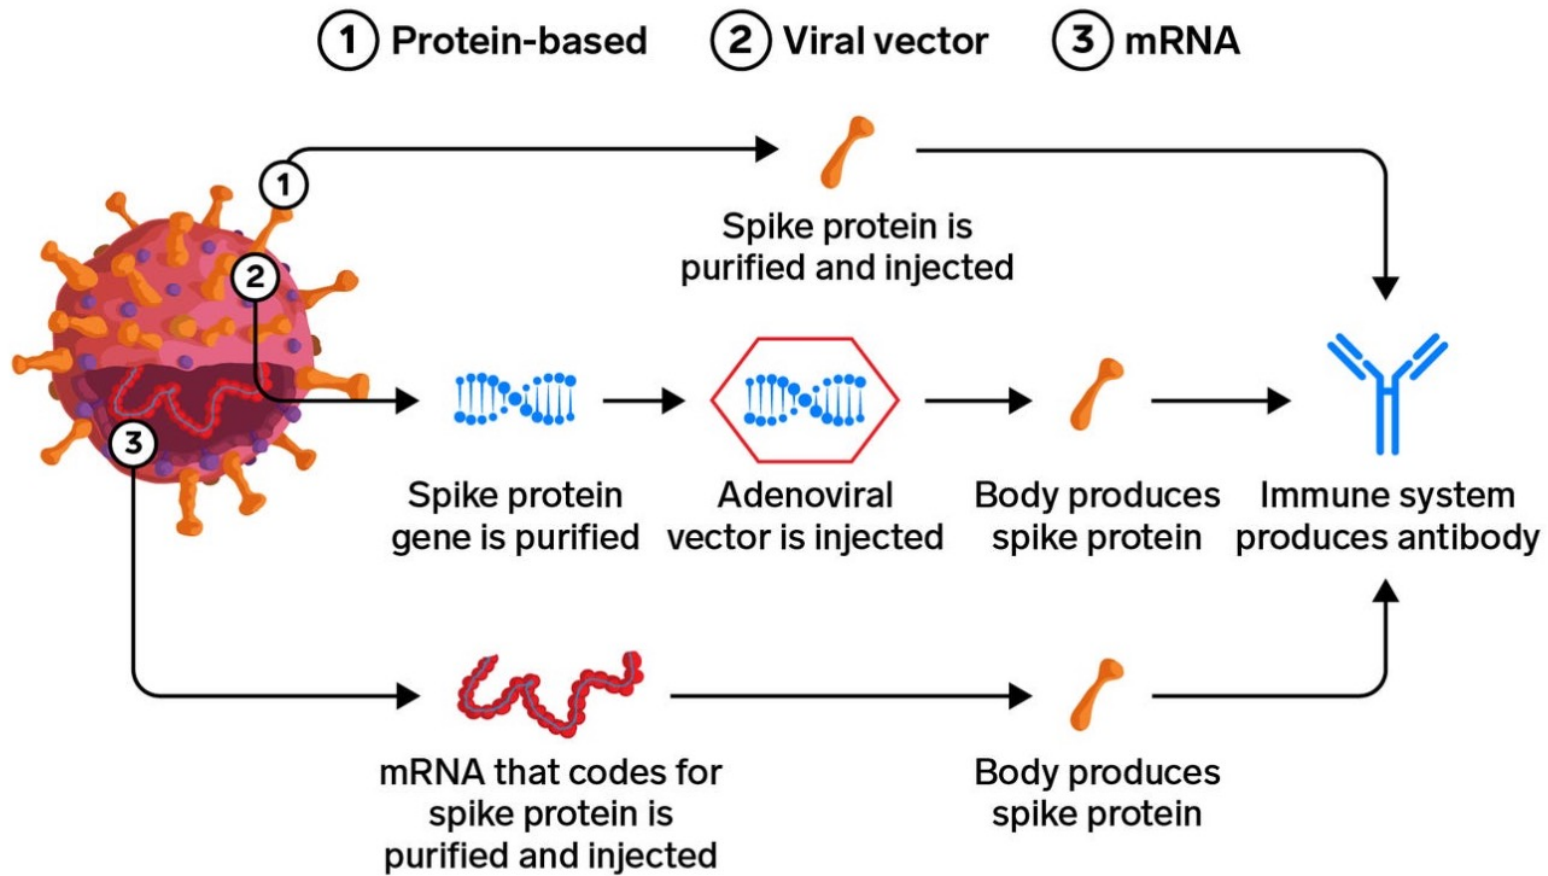 1 Protein-based 2 Viral vector 3 mRNA
1
Spike protein is
purified and injected
2
Spike protein
gene is purified
Adenoviral
vector is injected
Body produces
spike protein
Immune system
produces antibody
3
mRNA that codes for
spike protein is
purified and injected
Body produces
spike protein